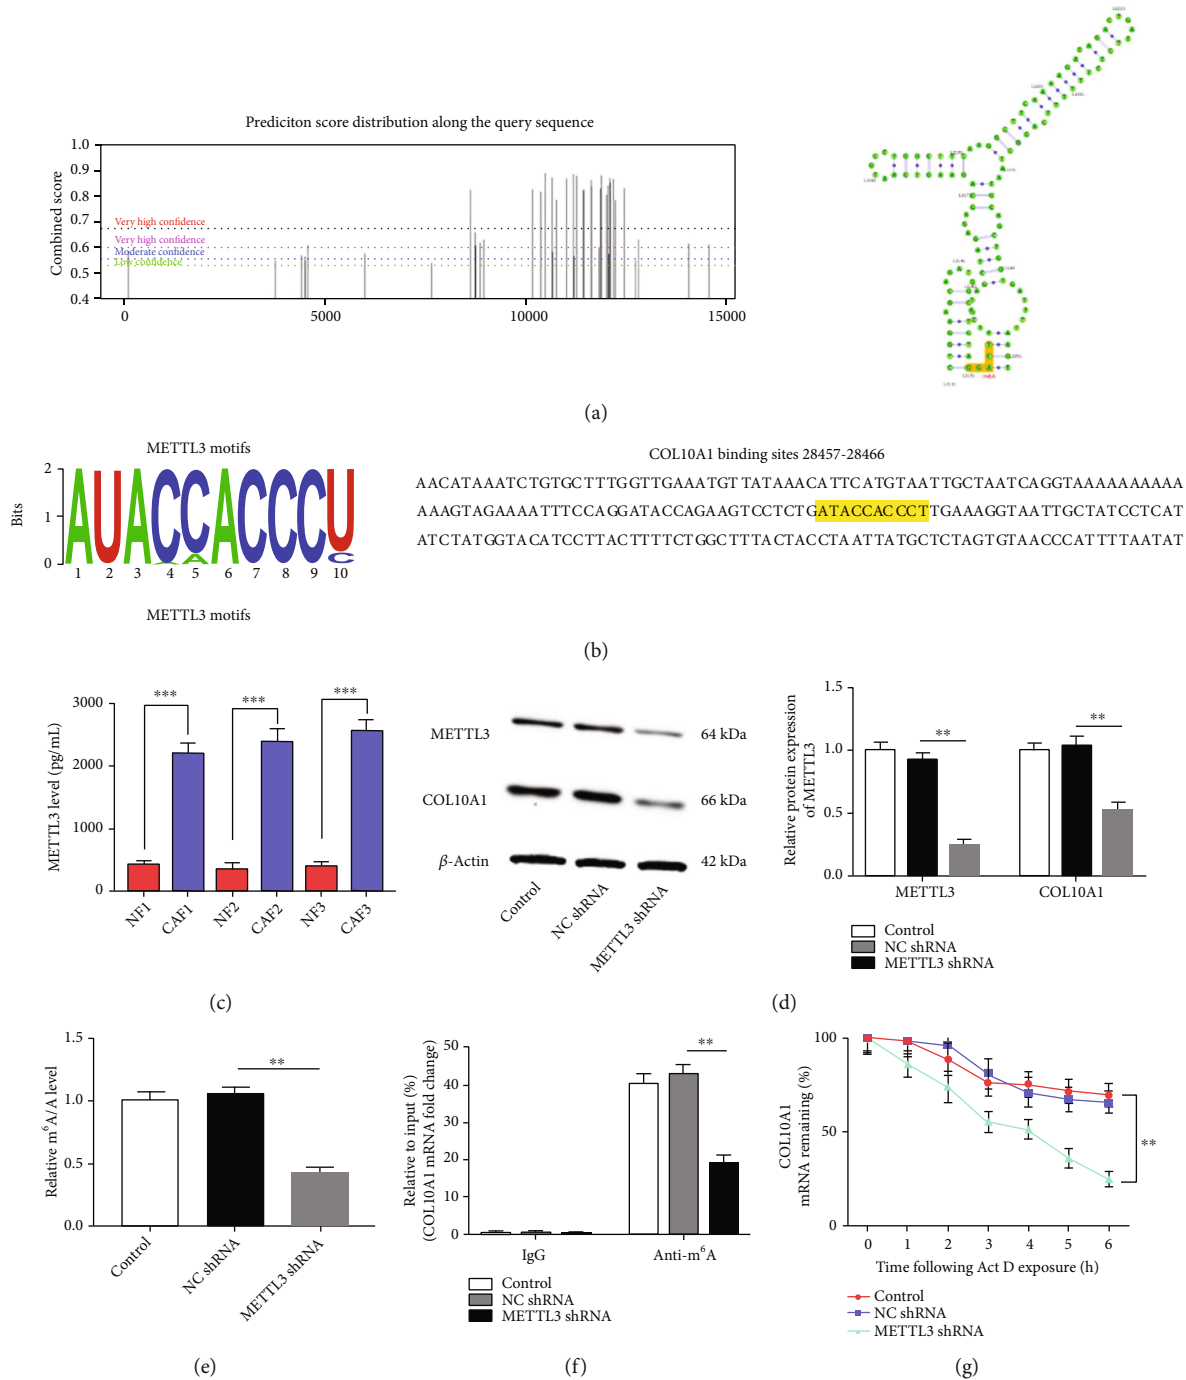 Prediciton score distribution along the query sequence
Combined score
1.0
0.9
0.8
0.7
0.6
0.5
0.4
Very high confidence
Very high confidence
Moderate confidence
Low confidence
0
5000
10000
15000
(a)
METTL3 motifs
Bits
2
1
0
AUACCACCCU
A
A
C
1 2 3 4 5 6 7 8 9 10
METTL3 motifs
COL10A1 binding sites 28457-28466
AACATAAATCTGTGCTTTGGTTGAAATGTTATAAACATTCATGTAATTGCTAATCAGGTAAAAAAAAAA
AAAGTAGAAAATTTCCAGGATACCAGAAGTCCTCTGATACCACCCTTGAAAGGTAATTGCTATCCTCAT
ATCTATGGTACATCCTTACTTTTCTGGCTTTACTACCTAATTATGCTCTAGTGTAACCCATTTTAATAT
(b)
METTL3 level (pg/mL)
3000
2000
1000
0
***
***
***
NF1
CAF1
NF2
CAF2
NF3
CAF3
(c)
METTL3
64 kDa
COL10A1
66 kDa
β-Actin
42 kDa
Control
NC shRNA
METTL3 shRNA
Relative protein expression
of METTL3
1.5
1.0
0.5
0.0
**
**
METTL3
COL10A1
Control
NC shRNA
METTL3 shRNA
(d)
Relative m⁶A/A level
1.5
1.0
0.5
0.0
**
Control
NC shRNA
METTL3 shRNA
(e)
Relative to input (%)
(COL10A1 mRNA fold change)
50
40
30
20
10
0
**
IgG
Anti-m⁶A
Control
NC shRNA
METTL3 shRNA
(f)
COL10A1
mRNA remaining (%)
100
50
0
**
0 1 2 3 4 5 6
Time following Act D exposure (h)
Control
NC shRNA
METTL3 shRNA
(g)